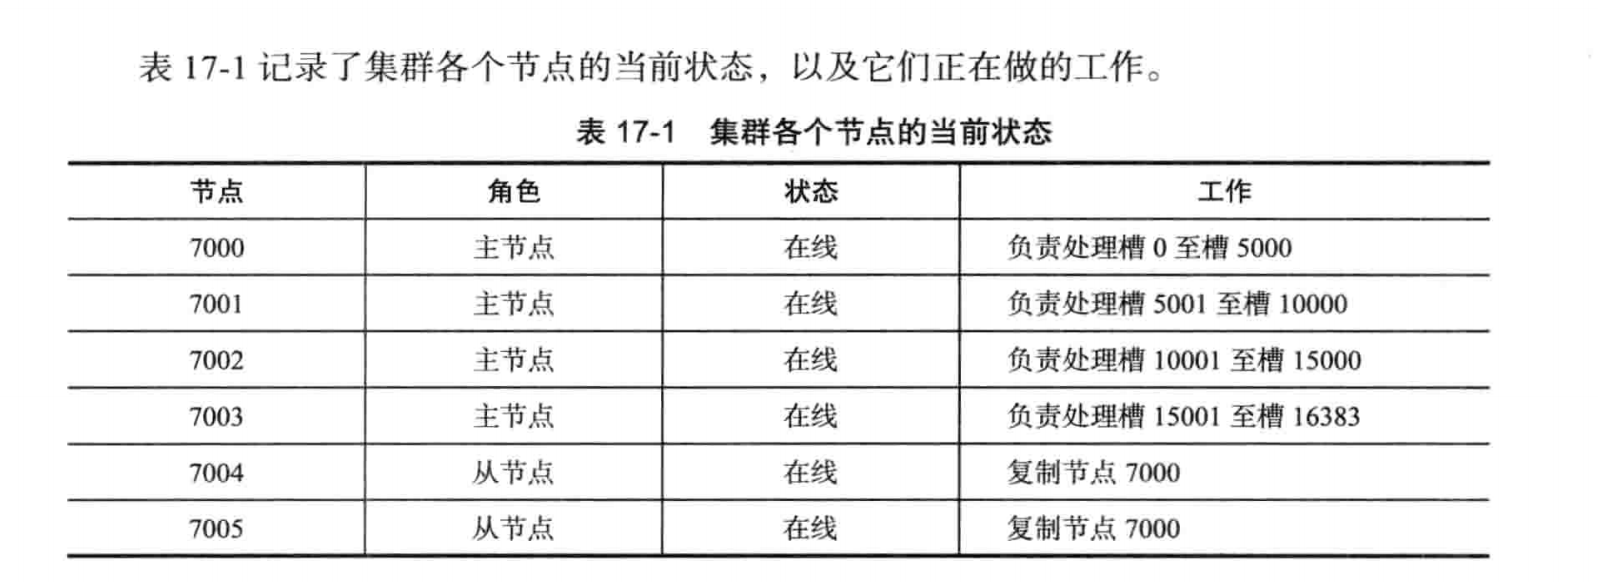 表 17-1 记录了集群各个节点的当前状态，以及它们正在做的工作。
表 17-1 集群各个节点的当前状态
节点 角色 状态 工作
7000 主节点 在线 负责处理槽 0 至槽 5000
7001 主节点 在线 负责处理槽 5001 至槽 10000
7002 主节点 在线 负责处理槽 10001 至槽 15000
7003 主节点 在线 负责处理槽 15001 至槽 16383
7004 从节点 在线 复制节点 7000
7005 从节点 在线 复制节点 7000